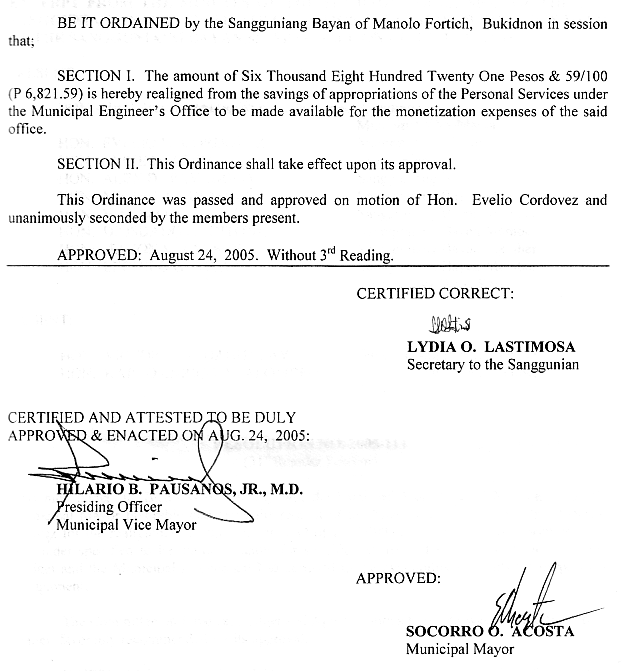 BE IT ORDAINED by the Sangguniang Bayan of Manolo Fortich, Bukidnon in session
that;
SECTION I. The amount of Six Thousand Eight Hundred Twenty One Pesos & 59/100
(P 6,821.59) is hereby realigned from the savings of appropriations of the Personal Services under
the Municipal Engineer's Office to be made available for the monetization expenses of the said
office.
SECTION II. This Ordinance shall take effect upon its approval.
This Ordinance was passed and approved on motion of Hon. Evelio Cordovez and
unanimously seconded by the members present.
APPROVED: August 24, 2005. Without 3rd Reading.
CERTIFIED CORRECT:
LYDIA O. LASTIMOSA
Secretary to the Sanggunian
CERTIFIED AND ATTESTED TO BE DULY
APPROVED & ENACTED ON AUG. 24, 2005:
HILARIO B. PAUSANOS, JR., M.D.
Presiding Officer
Municipal Vice Mayor
APPROVED:
SOCORRO O. ACOSTA
Municipal Mayor